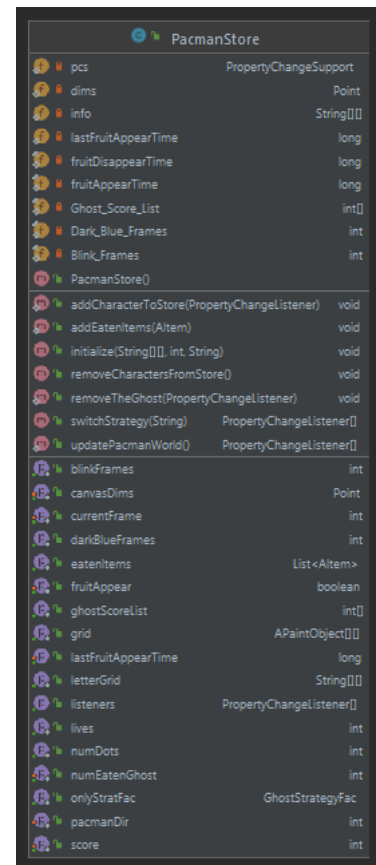 PacmanStore
pcs PropertyChangeSupport
dims Point
info String[][]
lastFruitAppearTime long
fruitDisappearTime long
fruitAppearTime long
Ghost_Score_List int[]
Dark_Blue_Frames int
Blink_Frames int
PacmanStore()
addCharacterToStore(PropertyChangeListener) void
addEatenItems(AItem) void
initialize(String[][], int, String) void
removeCharactersFromStore() void
removeTheGhost(PropertyChangeListener) void
switchStrategy(String) PropertyChangeListener[]
updatePacmanWorld() PropertyChangeListener[]
blinkFrames int
canvasDims Point
currentFrame int
darkBlueFrames int
eatenItems List<AItem>
fruitAppear boolean
ghostScoreList int[]
grid APaintObject[][]
lastFruitAppearTime long
letterGrid String[][]
listeners PropertyChangeListener[]
lives int
numDots int
numEatenGhost int
onlyStratFac GhostStrategyFac
pacmanDir int
score int